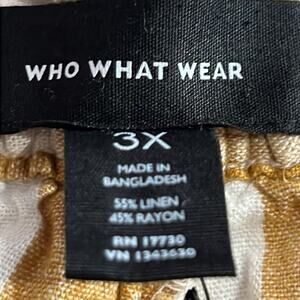 WHO WHAT WEAR
3X
MADE IN
BANGLADESH
55% LINEN
45% RAYON
RN 17730
VN 1343630